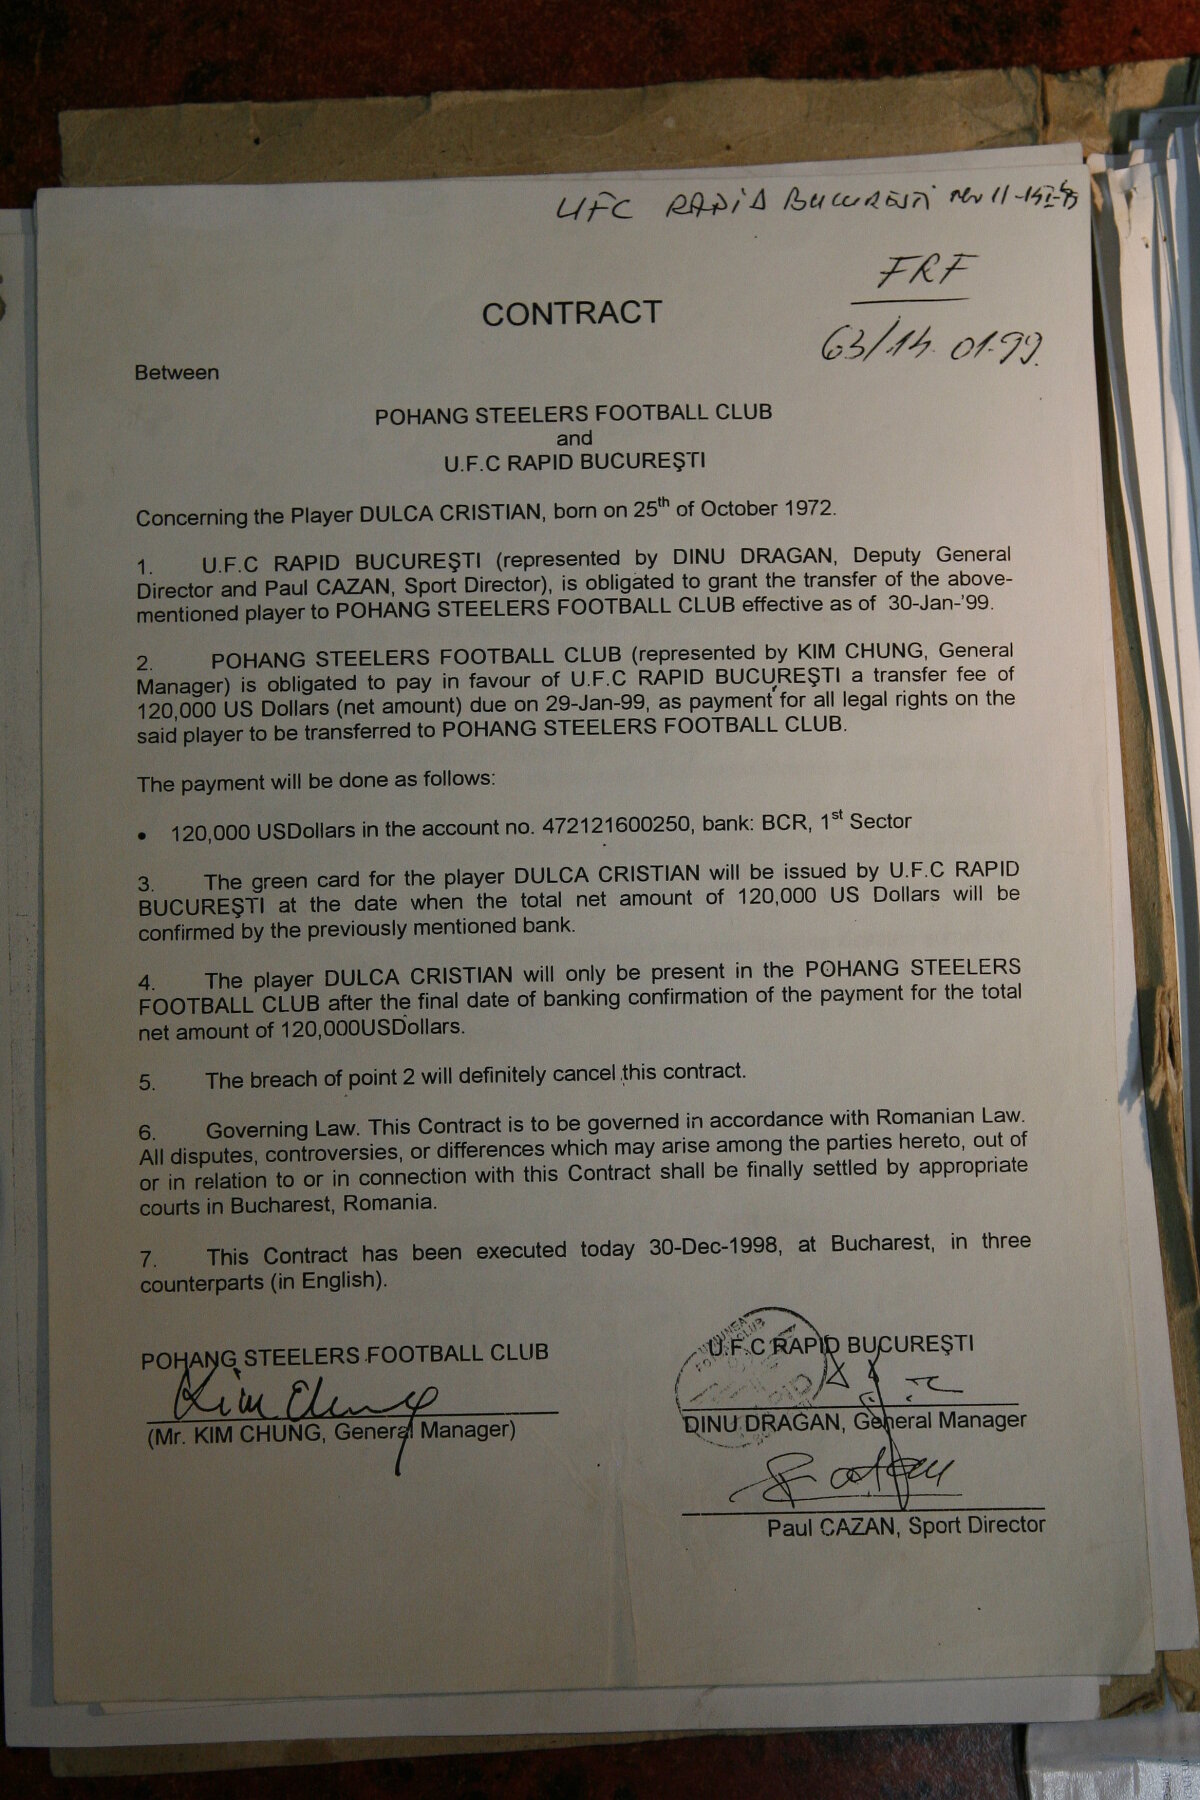 UFC RAPID BUCURESTI 11-
FRF
63/14.01.99.
CONTRACT
Between
POHANG STEELERS FOOTBALL CLUB
and
U.F.C RAPID BUCUREŞTI
Concerning the Player DULCA CRISTIAN, born on 25th of October 1972.
1. U.F.C RAPID BUCUREŞTI (represented by DINU DRAGAN, Deputy General
Director and Paul CAZAN, Sport Director), is obligated to grant the transfer of the above-
mentioned player to POHANG STEELERS FOOTBALL CLUB effective as of 30-Jan-'99.
2. POHANG STEELERS FOOTBALL CLUB (represented by KIM CHUNG, General
Manager) is obligated to pay in favour of U.F.C RAPID BUCUREŞTI a transfer fee of
120,000 US Dollars (net amount) due on 29-Jan-99, as payment for all legal rights on the
said player to be transferred to POHANG STEELERS FOOTBALL CLUB.
The payment will be done as follows:
• 120,000 USDollars in the account no. 472121600250, bank: BCR, 1st Sector
3. The green card for the player DULCA CRISTIAN will be issued by U.F.C RAPID
BUCUREŞTI at the date when the total net amount of 120,000 US Dollars will be
confirmed by the previously mentioned bank.
4. The player DULCA CRISTIAN will only be present in the POHANG STEELERS
FOOTBALL CLUB after the final date of banking confirmation of the payment for the total
net amount of 120,000USDollars.
5. The breach of point 2 will definitely cancel this contract.
6. Governing Law. This Contract is to be governed in accordance with Romanian Law.
All disputes, controversies, or differences which may arise among the parties hereto, out of
or in relation to or in connection with this Contract shall be finally settled by appropriate
courts in Bucharest, Romania.
7. This Contract has been executed today 30-Dec-1998, at Bucharest, in three
counterparts (in English).
POHANG STEELERS FOOTBALL CLUB
Kim Chung
(Mr. KIM CHUNG, General Manager)
U.F.C RAPID BUCUREŞTI
DINU DRAGAN, General Manager
Paul CAZAN, Sport Director